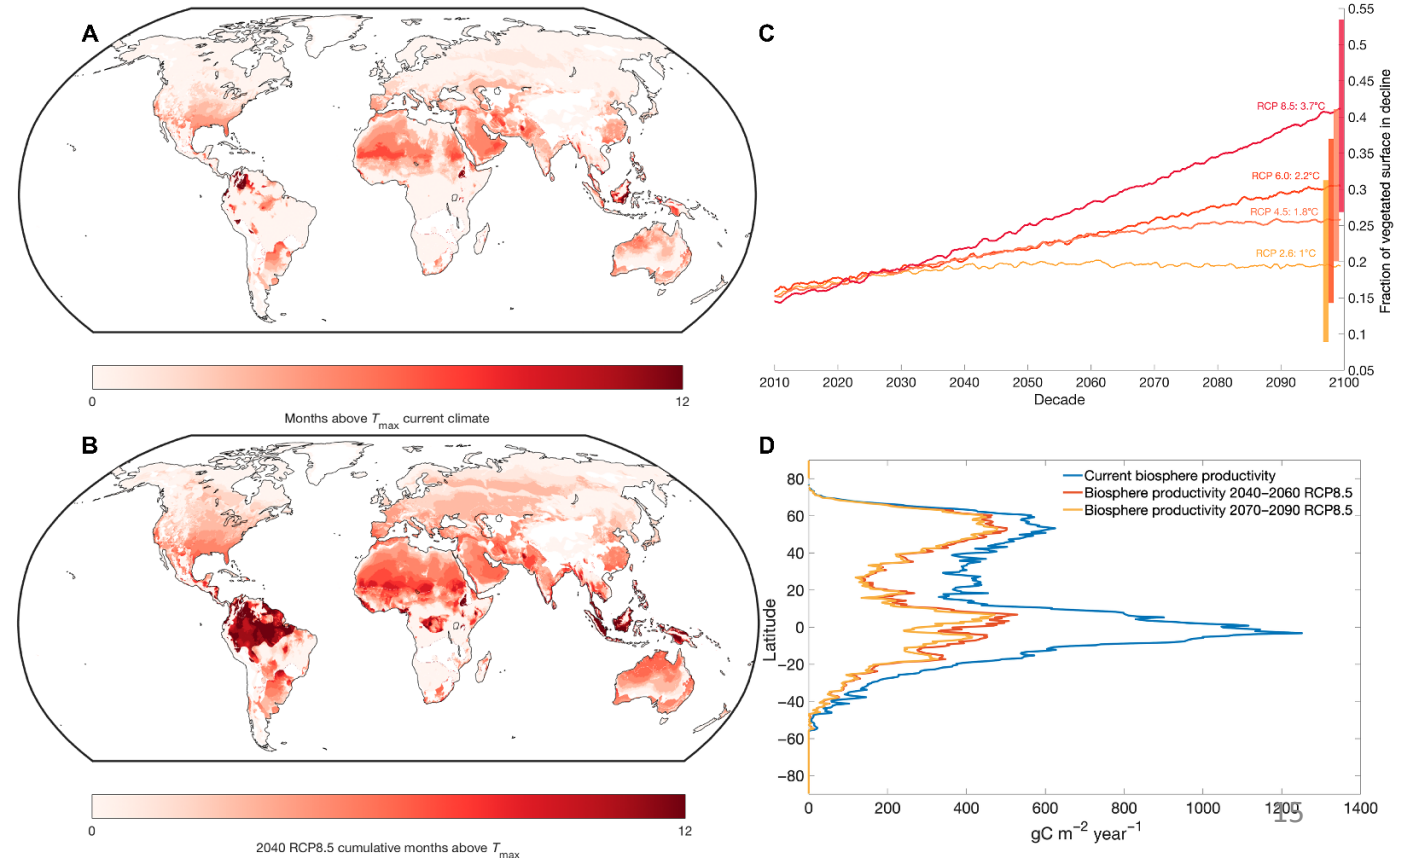 A
0
12
Months above Tmax current climate
B
0
12
2040 RCP8.5 cumulative months above Tmax
C
RCP 8.5: 3.7°C
RCP 6.0: 2.2°C
RCP 4.5: 1.8°C
RCP 2.6: 1°C
0.55
0.5
0.45
0.4
0.35
0.3
0.25
0.2
0.15
0.1
0.05
Fraction of vegetated surface in decline
2010 2020 2030 2040 2050 2060 2070 2080 2090 2100
Decade
D
Current biosphere productivity
Biosphere productivity 2040–2060 RCP8.5
Biosphere productivity 2070–2090 RCP8.5
80
60
40
20
0
−20
−40
−60
−80
Latitude
0 200 400 600 800 1000 1200 1400
15
gC m−2 year−1